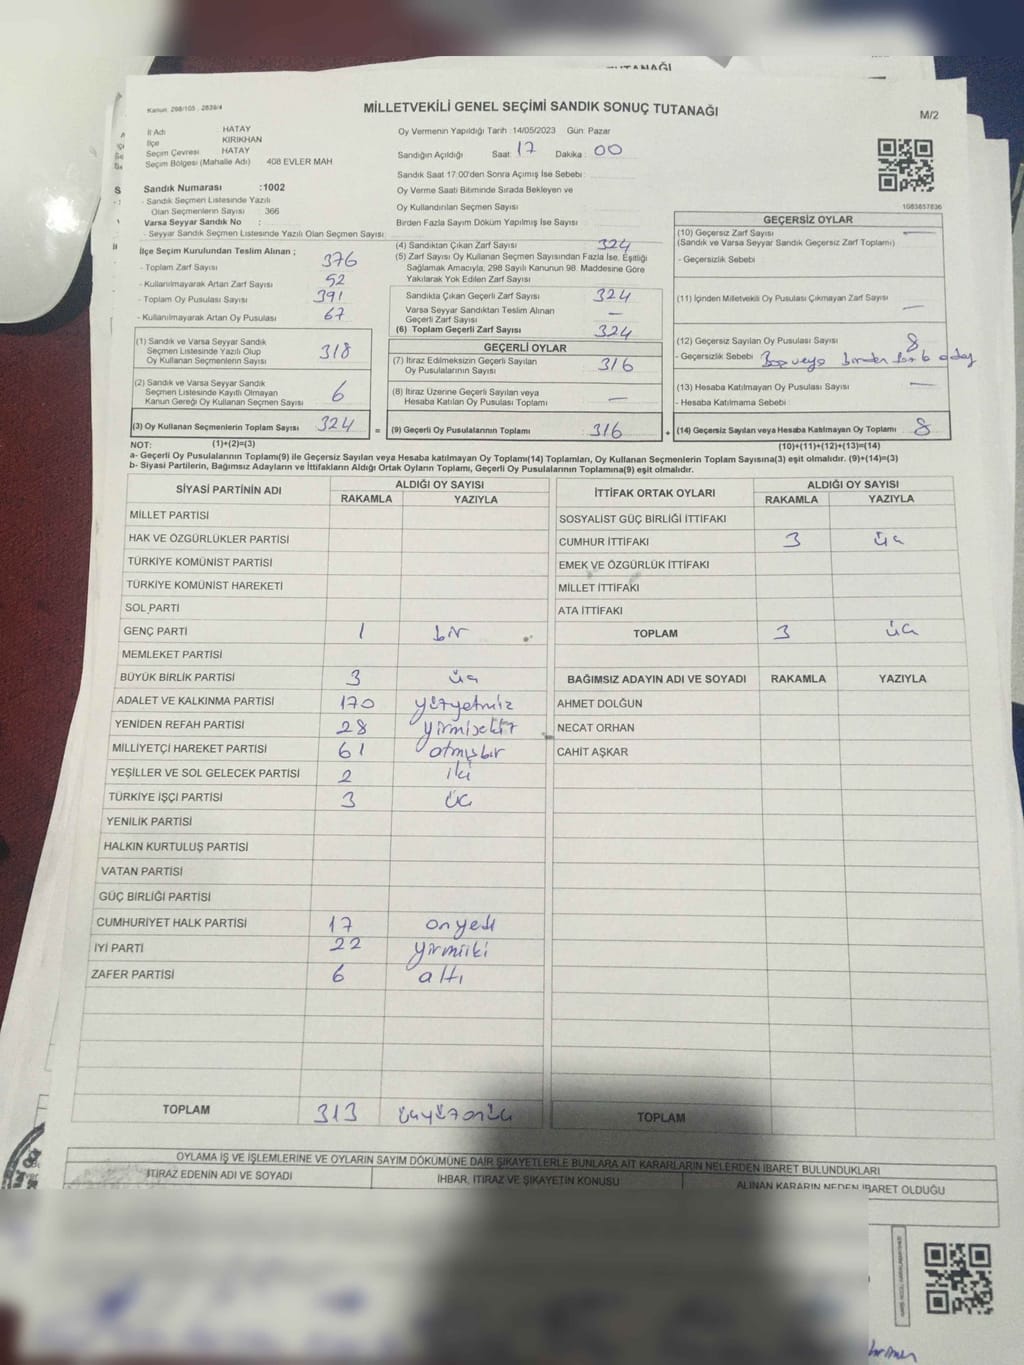 TUTANAĞI
Kanun: 298/105 , 2839/4
MİLLETVEKİLİ GENEL SEÇİMİ SANDIK SONUÇ TUTANAĞI
M/2
İl Adı HATAY
İlçe KIRIKHAN
Seçim Çevresi HATAY
Seçim Bölgesi (Mahalle Adı) 408 EVLER MAH
Sandık Numarası :1002
- Sandık Seçmen Listesinde Yazılı
Olan Seçmenlerin Sayısı : 366
Varsa Seyyar Sandık No :
- Seyyar Sandık Seçmen Listesinde Yazılı Olan Seçmen Sayısı:
Oy Vermenin Yapıldığı Tarih :14/05/2023 Gün: Pazar
Sandığın Açıldığı Saat: 17 Dakika: 00
Sandık Saat 17:00'den Sonra Açımış İse Sebebi:
Oy Verme Saati Bitiminde Sırada Bekleyen ve
Oy Kullandırılan Seçmen Sayısı
Birden Fazla Sayım Döküm Yapılmış İse Sayısı
1083657836
İlçe Seçim Kurulundan Teslim Alınan ;
- Toplam Zarf Sayısı 376
- Kullanılmayarak Artan Zarf Sayısı 52
- Toplam Oy Pusulası Sayısı 391
- Kullanılmayarak Artan Oy Pusulası 67
(1) Sandık ve Varsa Seyyar Sandık
Seçmen Listesinde Yazılı Olup
Oy Kullanan Seçmenlerin Sayısı 318
(2) Sandık ve Varsa Seyyar Sandık
Seçmen Listesinde Kayıtlı Olmayan
Kanun Gereği Oy Kullanan Seçmen Sayısı 6
(3) Oy Kullanan Seçmenlerin Toplam Sayısı 324 =
(4) Sandıktan Çıkan Zarf Sayısı 324
(5) Zarf Sayısı Oy Kullanan Seçmen Sayısından Fazla İse, Eşitliği
Sağlamak Amacıyla, 298 Sayılı Kanunun 98. Maddesine Göre
Yakılarak Yok Edilen Zarf Sayısı
Sandıkta Çıkan Geçerli Zarf Sayısı 324
Varsa Seyyar Sandıktan Teslim Alınan
Geçerli Zarf Sayısı —
(6) Toplam Geçerli Zarf Sayısı 324
GEÇERLİ OYLAR
(7) İtiraz Edilmeksizin Geçerli Sayılan
Oy Pusulalarının Sayısı 316
(8) İtiraz Üzerine Geçerli Sayılan veya
Hesaba Katılan Oy Pusulası Toplamı —
(9) Geçerli Oy Pusulalarının Toplamı 316 +
GEÇERSİZ OYLAR
(10) Geçersiz Zarf Sayısı —
(Sandık ve Varsa Seyyar Sandık Geçersiz Zarf Toplamı)
- Geçersizlik Sebebi
(11) İçinden Milletvekili Oy Pusulası Çıkmayan Zarf Sayısı —
(12) Geçersiz Sayılan Oy Pusulası Sayısı 8
- Geçersizlik Sebebi Boş veya birden
(13) Hesaba Katılmayan Oy Pusulası Sayısı —
- Hesaba Katılmama Sebebi
(14) Geçersiz Sayılan veya Hesaba Katılmayan Oy Toplamı 8
NOT: (1)+(2)=(3)
(10)+(11)+(12)+(13)=(14)
a- Geçerli Oy Pusulalarının Toplamı(9) ile Geçersiz Sayılan veya Hesaba katılmayan Oy Toplamı(14) Toplamları, Oy Kullanan Seçmenlerin Toplam Sayısına(3) eşit olmalıdır. (9)+(14)=(3)
b- Siyasi Partilerin, Bağımsız Adayların ve İttifakların Aldığı Ortak Oyların Toplamı, Geçerli Oy Pusulalarının Toplamına(9) eşit olmalıdır.
SİYASİ PARTİNİN ADI ALDIĞI OY SAYISI
RAKAMLA YAZIYLA
MİLLET PARTİSİ
HAK VE ÖZGÜRLÜKLER PARTİSİ
TÜRKİYE KOMÜNİST PARTİSİ
TÜRKİYE KOMÜNİST HAREKETİ
SOL PARTİ
GENÇ PARTİ 1 bir
MEMLEKET PARTİSİ
BÜYÜK BİRLİK PARTİSİ 3 üç
ADALET VE KALKINMA PARTİSİ 170 yüzyetmiz
YENİDEN REFAH PARTİSİ 28 yirmisekiz
MİLLİYETÇİ HAREKET PARTİSİ 61 atmışbir
YEŞİLLER VE SOL GELECEK PARTİSİ 2 iki
TÜRKİYE İŞÇİ PARTİSİ 3 üç
YENİLİK PARTİSİ
HALKIN KURTULUŞ PARTİSİ
VATAN PARTİSİ
GÜÇ BİRLİĞİ PARTİSİ
CUMHURİYET HALK PARTİSİ 17 onyedi
İYİ PARTİ 22 yirmiiki
ZAFER PARTİSİ 6 altı
TOPLAM 313 üçyüzonüç
İTTİFAK ORTAK OYLARI ALDIĞI OY SAYISI
RAKAMLA YAZIYLA
SOSYALİST GÜÇ BİRLİĞİ İTTİFAKI
CUMHUR İTTİFAKI 3 üç
EMEK VE ÖZGÜRLÜK İTTİFAKI
MİLLET İTTİFAKI
ATA İTTİFAKI
TOPLAM 3 üç
BAĞIMSIZ ADAYIN ADI VE SOYADI RAKAMLA YAZIYLA
AHMET DOLĞUN
NECAT ORHAN
CAHİT AŞKAR
TOPLAM
OYLAMA İŞ VE İŞLEMLERİNE VE OYLARIN SAYIM DÖKÜMÜNE DAİR ŞİKAYETLERLE BUNLARA AİT KARARLARIN NELERDEN İBARET BULUNDUKLARI
İTİRAZ EDENİN ADI VE SOYADI İHBAR, İTİRAZ VE ŞİKAYETİN KONUSU ALINAN KARARIN NEDEN İBARET OLDUĞU